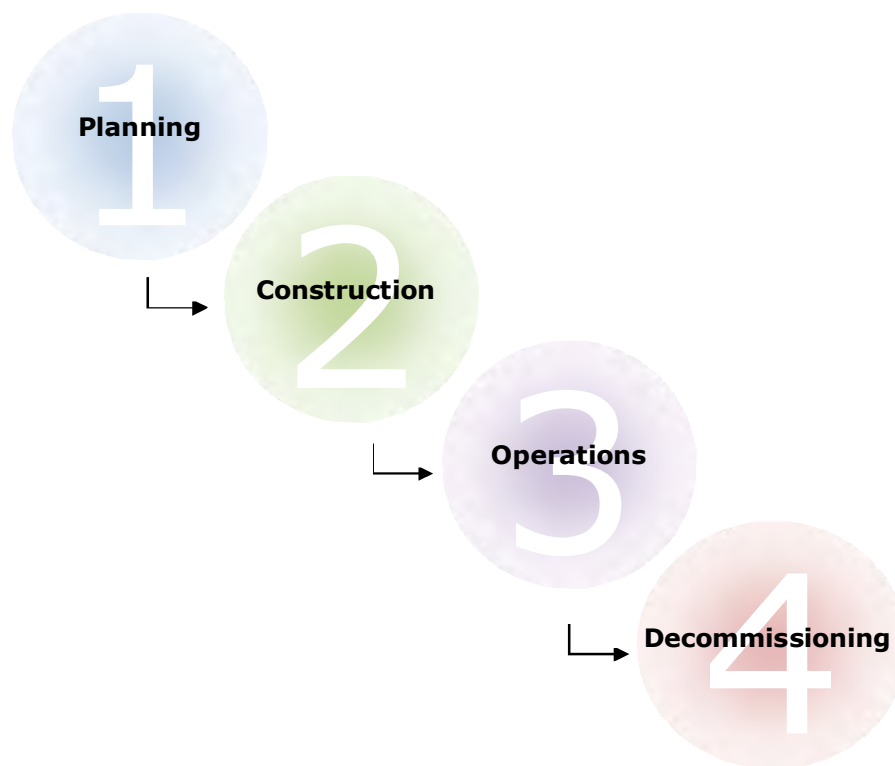 1
Planning
2
Construction
3
Operations
4
Decommissioning